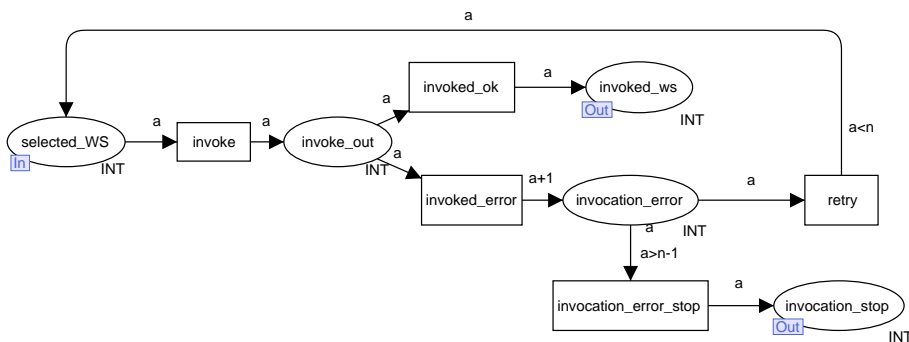 a
invoked_ok
a
invoked_ws
Out
INT
a
a<n
selected_WS
In
INT
a
invoke
a
invoke_out
INT
a
invoked_error
a+1
invocation_error
INT
a
retry
a
a>n-1
invocation_error_stop
a
invocation_stop
Out
INT